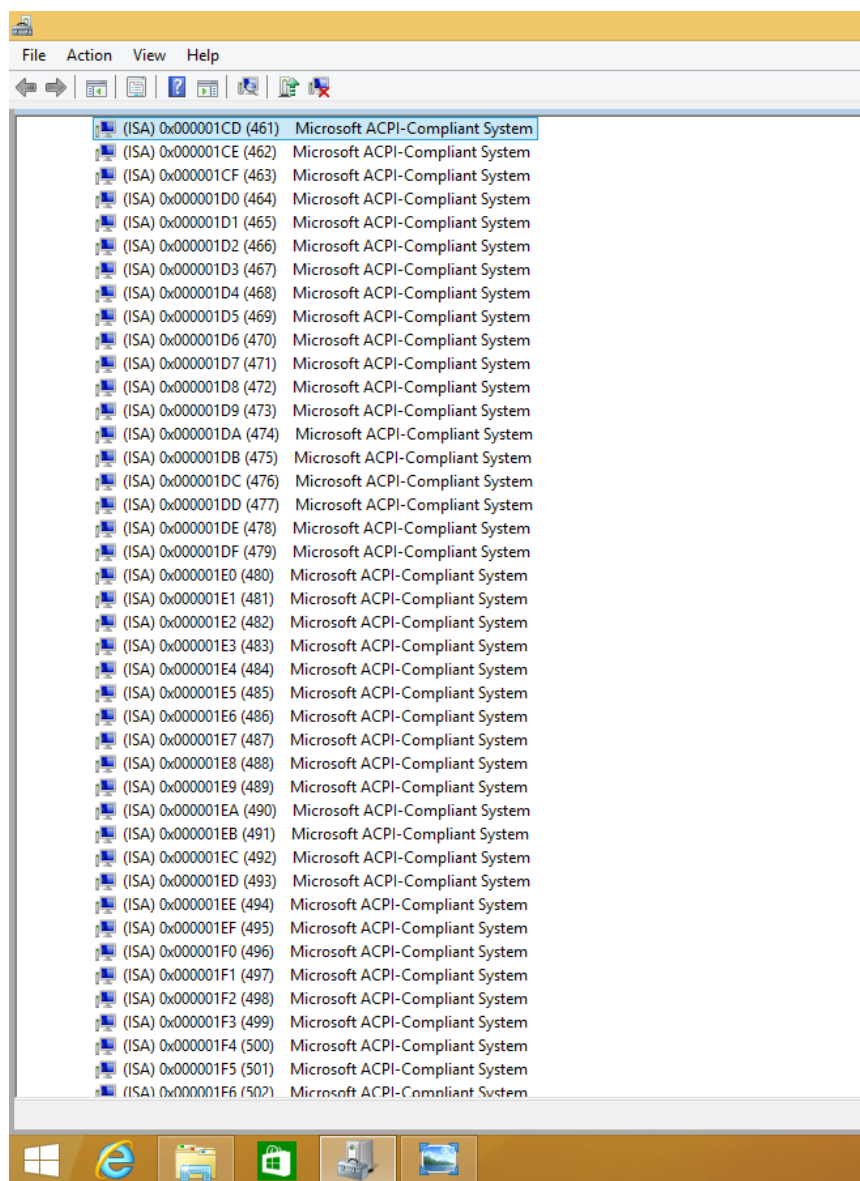 File Action View Help
(ISA) 0x000001CD (461) Microsoft ACPI-Compliant System
(ISA) 0x000001CE (462) Microsoft ACPI-Compliant System
(ISA) 0x000001CF (463) Microsoft ACPI-Compliant System
(ISA) 0x000001D0 (464) Microsoft ACPI-Compliant System
(ISA) 0x000001D1 (465) Microsoft ACPI-Compliant System
(ISA) 0x000001D2 (466) Microsoft ACPI-Compliant System
(ISA) 0x000001D3 (467) Microsoft ACPI-Compliant System
(ISA) 0x000001D4 (468) Microsoft ACPI-Compliant System
(ISA) 0x000001D5 (469) Microsoft ACPI-Compliant System
(ISA) 0x000001D6 (470) Microsoft ACPI-Compliant System
(ISA) 0x000001D7 (471) Microsoft ACPI-Compliant System
(ISA) 0x000001D8 (472) Microsoft ACPI-Compliant System
(ISA) 0x000001D9 (473) Microsoft ACPI-Compliant System
(ISA) 0x000001DA (474) Microsoft ACPI-Compliant System
(ISA) 0x000001DB (475) Microsoft ACPI-Compliant System
(ISA) 0x000001DC (476) Microsoft ACPI-Compliant System
(ISA) 0x000001DD (477) Microsoft ACPI-Compliant System
(ISA) 0x000001DE (478) Microsoft ACPI-Compliant System
(ISA) 0x000001DF (479) Microsoft ACPI-Compliant System
(ISA) 0x000001E0 (480) Microsoft ACPI-Compliant System
(ISA) 0x000001E1 (481) Microsoft ACPI-Compliant System
(ISA) 0x000001E2 (482) Microsoft ACPI-Compliant System
(ISA) 0x000001E3 (483) Microsoft ACPI-Compliant System
(ISA) 0x000001E4 (484) Microsoft ACPI-Compliant System
(ISA) 0x000001E5 (485) Microsoft ACPI-Compliant System
(ISA) 0x000001E6 (486) Microsoft ACPI-Compliant System
(ISA) 0x000001E7 (487) Microsoft ACPI-Compliant System
(ISA) 0x000001E8 (488) Microsoft ACPI-Compliant System
(ISA) 0x000001E9 (489) Microsoft ACPI-Compliant System
(ISA) 0x000001EA (490) Microsoft ACPI-Compliant System
(ISA) 0x000001EB (491) Microsoft ACPI-Compliant System
(ISA) 0x000001EC (492) Microsoft ACPI-Compliant System
(ISA) 0x000001ED (493) Microsoft ACPI-Compliant System
(ISA) 0x000001EE (494) Microsoft ACPI-Compliant System
(ISA) 0x000001EF (495) Microsoft ACPI-Compliant System
(ISA) 0x000001F0 (496) Microsoft ACPI-Compliant System
(ISA) 0x000001F1 (497) Microsoft ACPI-Compliant System
(ISA) 0x000001F2 (498) Microsoft ACPI-Compliant System
(ISA) 0x000001F3 (499) Microsoft ACPI-Compliant System
(ISA) 0x000001F4 (500) Microsoft ACPI-Compliant System
(ISA) 0x000001F5 (501) Microsoft ACPI-Compliant System
(ISA) 0x000001F6 (502) Microsoft ACPI-Compliant System